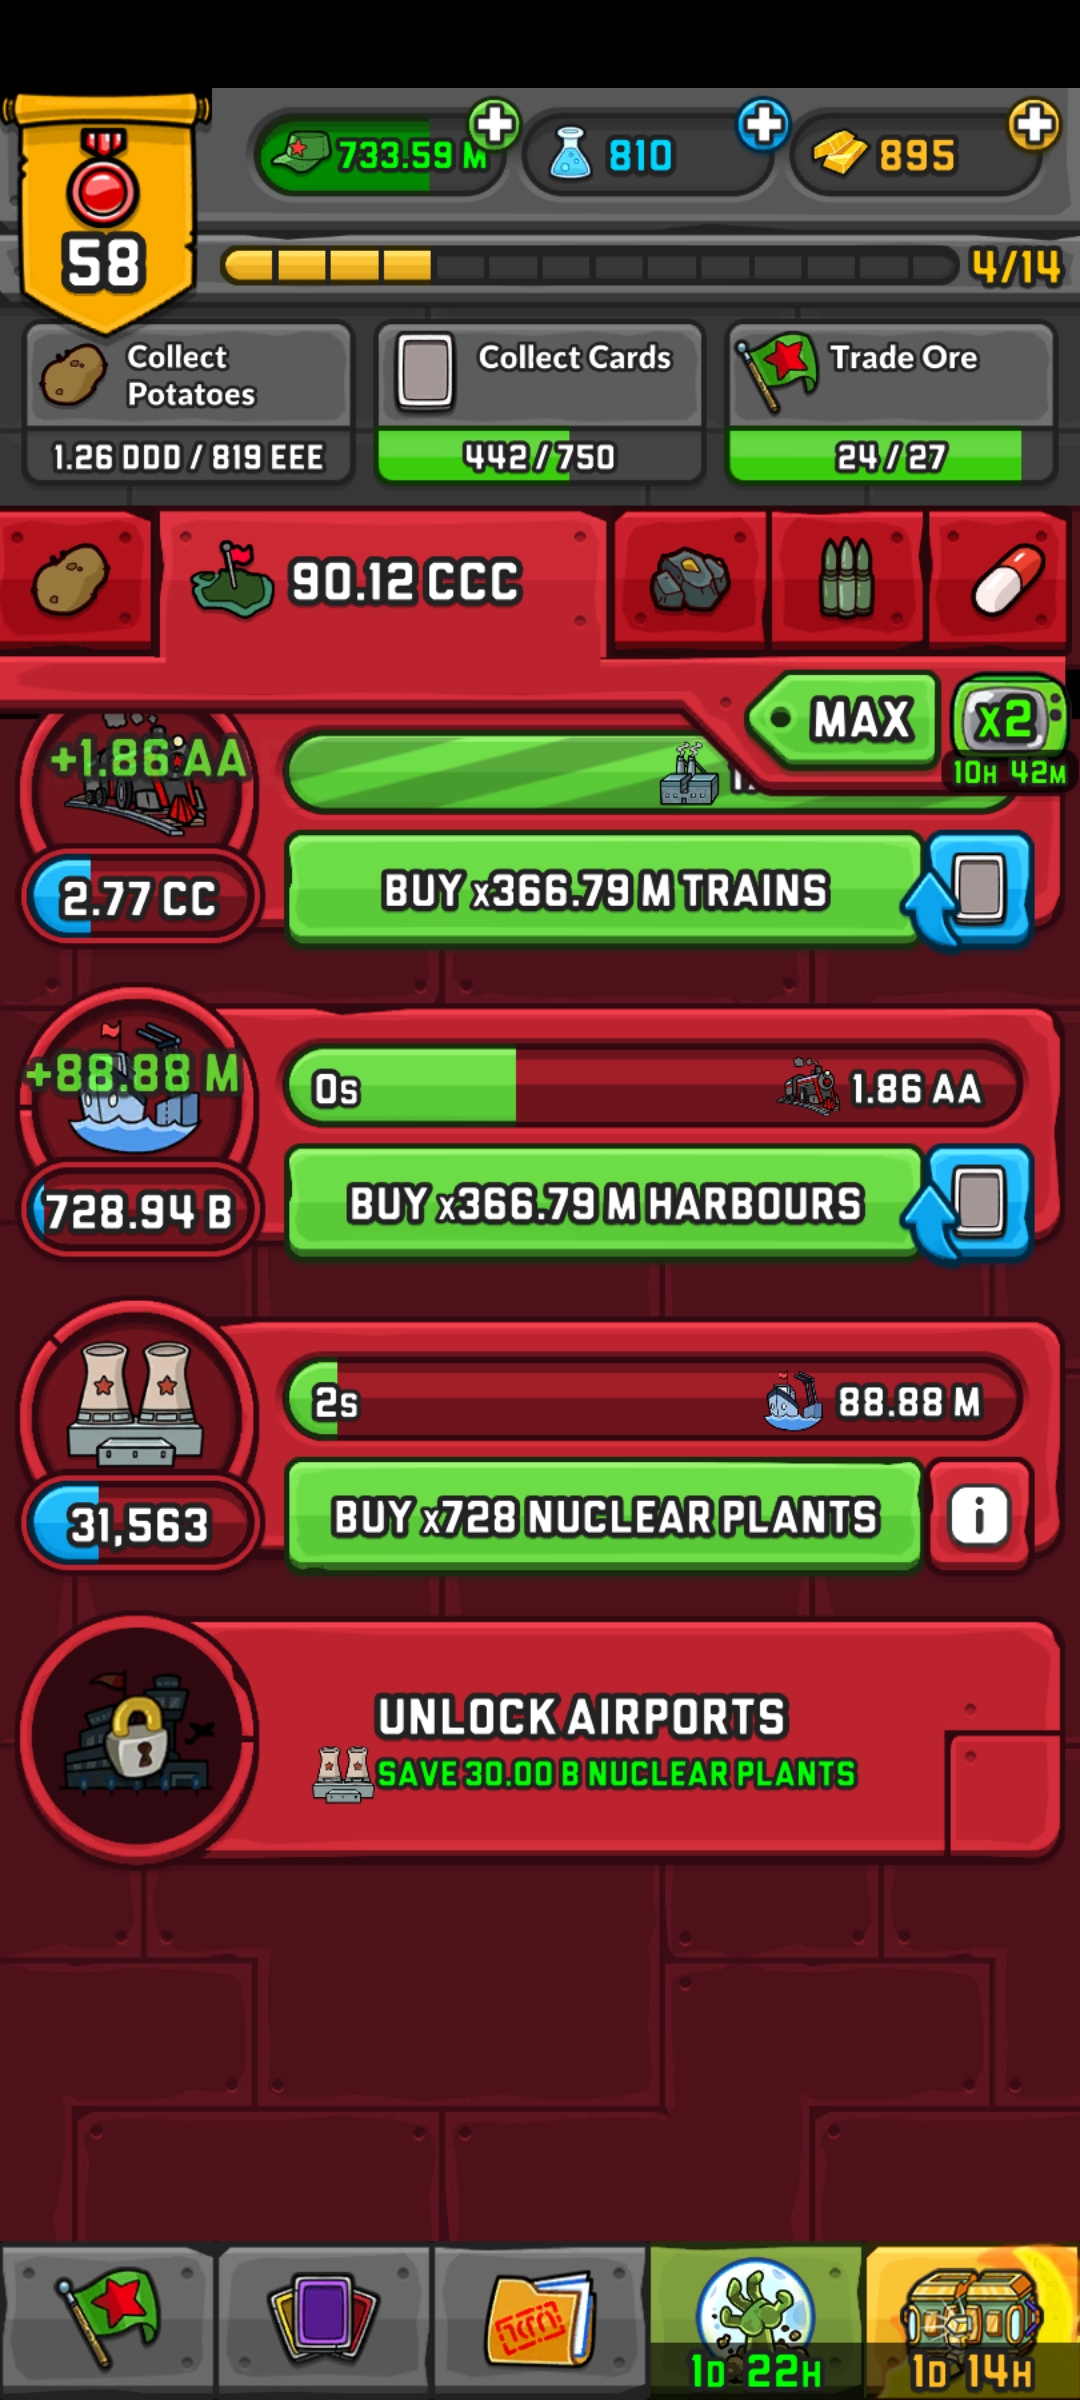 733.59 M
810
895
58
4/14
Collect
Potatoes
Collect Cards
Trade Ore
1.26 DDD / 819 EEE
442/750
24/27
90.12 CCC
MAX
x2
10H 42M
+1.86 AA
2.77 CC
BUY x366.79 M TRAINS
+88.88 M
0s
1.86 AA
728.94 B
BUY x366.79 M HARBOURS
2s
88.88 M
31,563
BUY x728 NUCLEAR PLANTS
i
UNLOCK AIRPORTS
SAVE 30.00 B NUCLEAR PLANTS
1D 22H
1D 14H